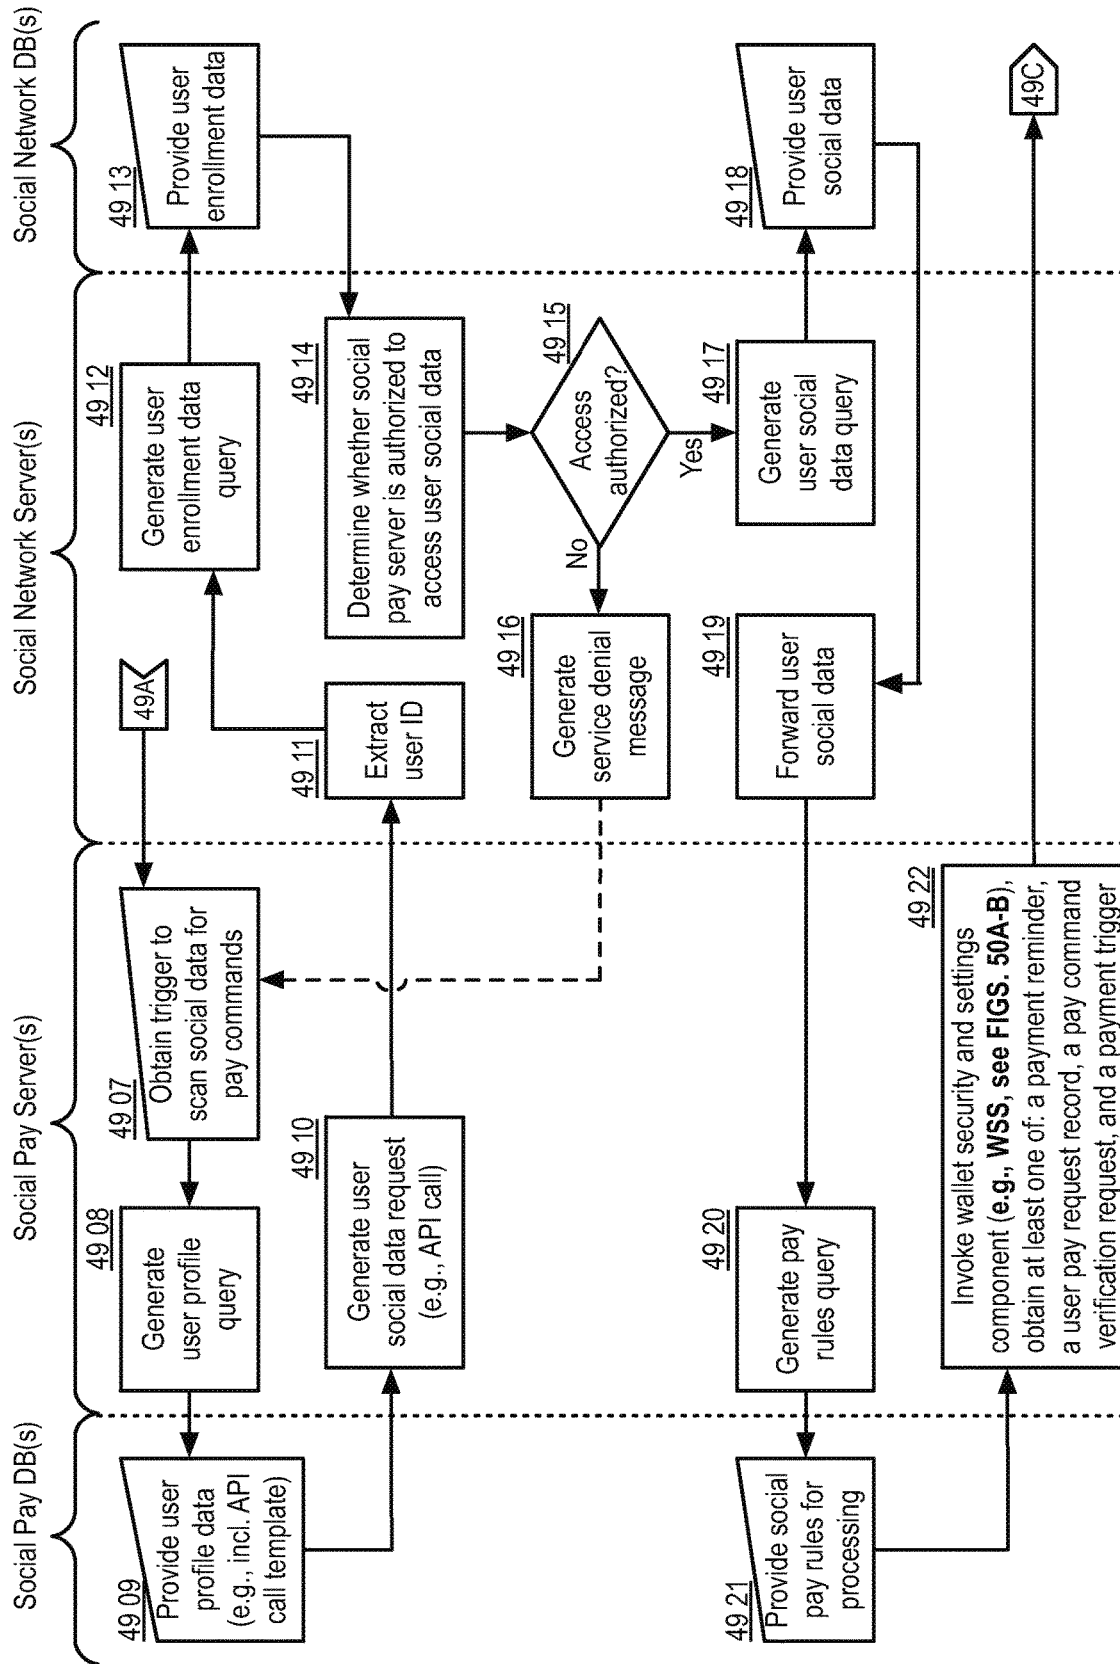 Social Pay DB(s)
Social Pay Server(s)
Social Network Server(s)
Social Network DB(s)
49A
49 07
Obtain trigger to
scan social data for
pay commands
49 08
Generate
user profile
query
49 09
Provide user
profile data
(e.g., incl. API
call template)
49 10
Generate user
social data request
(e.g., API call)
49 11
Extract
user ID
49 12
Generate user
enrollment data
query
49 13
Provide user
enrollment data
49 14
Determine whether social
pay server is authorized to
access user social data
49 15
Access
authorized?
No
Yes
49 16
Generate
service denial
message
49 17
Generate
user social
data query
49 18
Provide user
social data
49 19
Forward user
social data
49 20
Generate pay
rules query
49 21
Provide social
pay rules for
processing
49 22
Invoke wallet security and settings
component (e.g., WSS, see FIGS. 50A-B),
obtain at least one of: a payment reminder,
a user pay request record, a pay command
verification request, and a payment trigger
49C